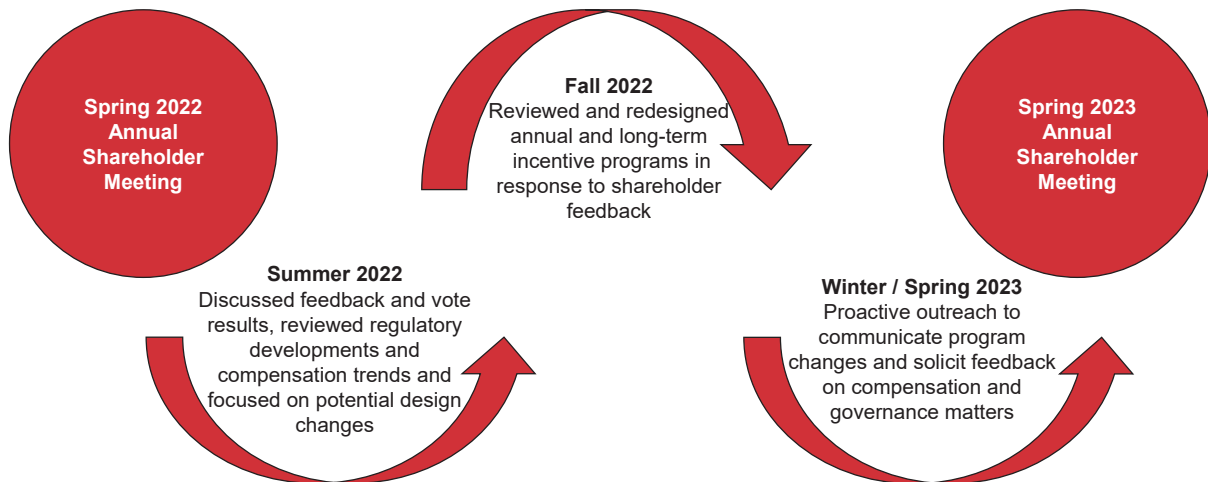 Spring 2022
Annual
Shareholder
Meeting
Summer 2022
Discussed feedback and vote
results, reviewed regulatory
developments and
compensation trends and
focused on potential design
changes
Fall 2022
Reviewed and redesigned
annual and long-term
incentive programs in
response to shareholder
feedback
Winter / Spring 2023
Proactive outreach to
communicate program
changes and solicit feedback
on compensation and
governance matters
Spring 2023
Annual
Shareholder
Meeting